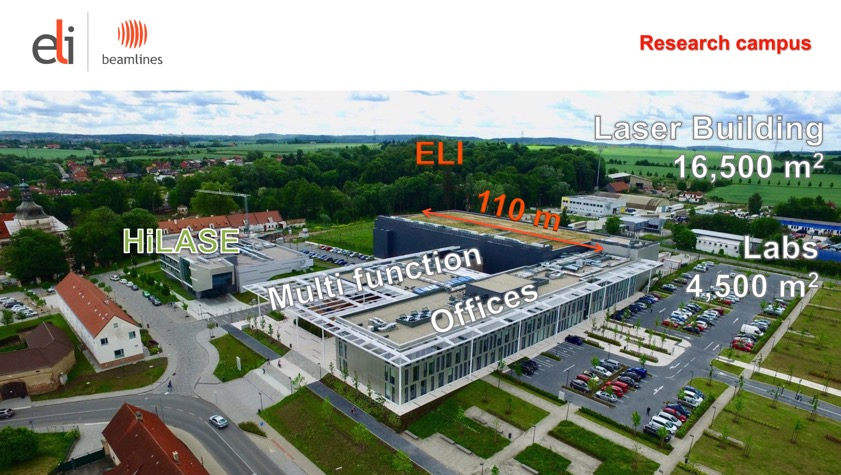 eli
beamlines
Research campus
Laser Building
16,500 m²
ELI
110 m
HiLASE
Multi function
Offices
Labs
4,500 m²